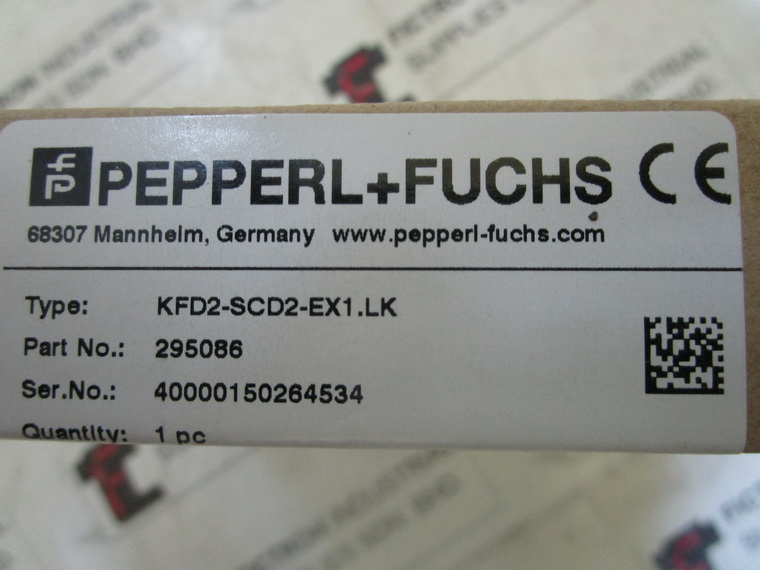 PEPPERL+FUCHS CE
68307 Mannheim, Germany www.pepperl-fuchs.com
Type: KFD2-SCD2-EX1.LK
Part No.: 295086
Ser.No.: 40000150264534
Quantity: 1 pc